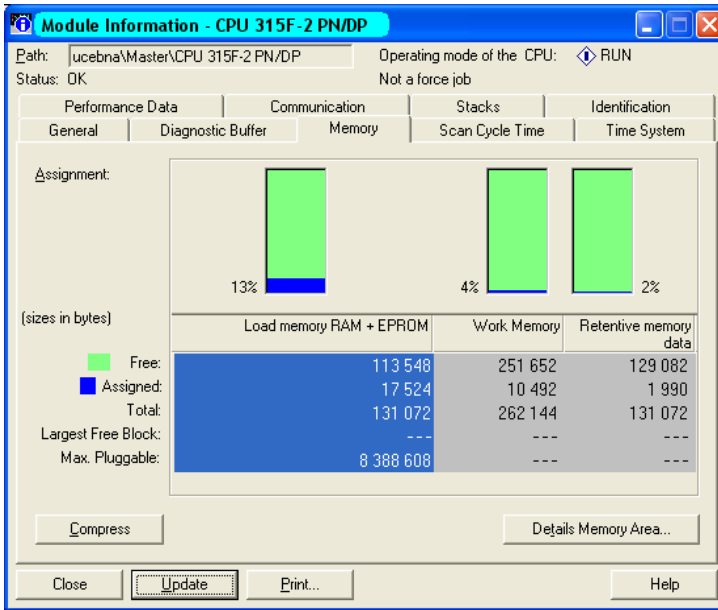 Module Information - CPU 315F-2 PN/DP
Path: ucebna\Master\CPU 315F-2 PN/DP Operating mode of the CPU: RUN
Status: OK Not a force job
Performance Data Communication Stacks Identification
General Diagnostic Buffer Memory Scan Cycle Time Time System
Assignment:
13% 4% 2%
(sizes in bytes)
Load memory RAM + EPROM Work Memory Retentive memory data
Free: 113 548 251 652 129 082
Assigned: 17 524 10 492 1 990
Total: 131 072 262 144 131 072
Largest Free Block: --- --- ---
Max. Pluggable: 8 388 608 --- ---
Compress Details Memory Area...
Close Update Print... Help